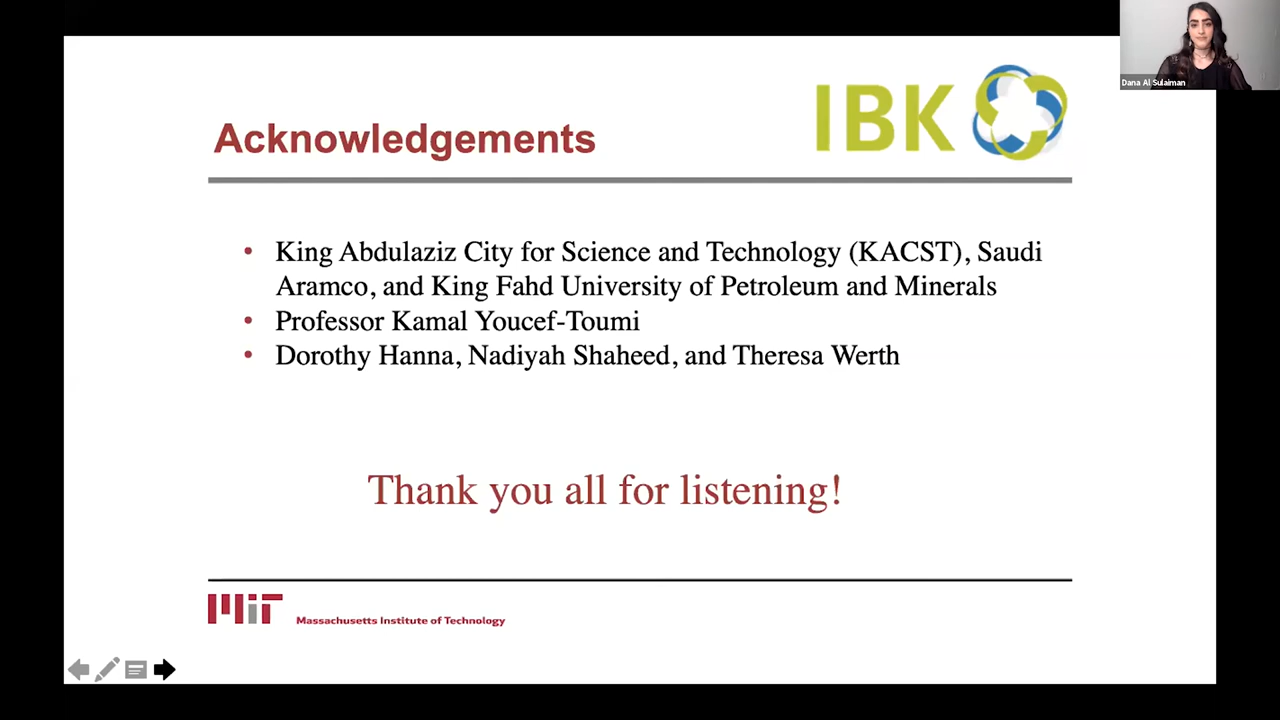 Dana Al Sulaiman
IBK
Acknowledgements
• King Abdulaziz City for Science and Technology (KACST), Saudi
Aramco, and King Fahd University of Petroleum and Minerals
• Professor Kamal Youcef-Toumi
• Dorothy Hanna, Nadiyah Shaheed, and Theresa Werth
Thank you all for listening!
MIT Massachusetts Institute of Technology